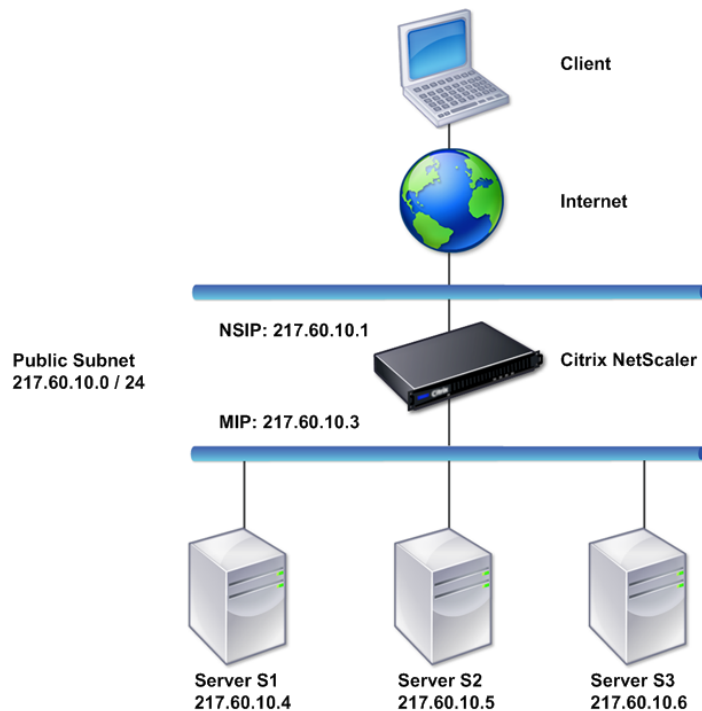 Client
Internet
NSIP: 217.60.10.1
Public Subnet
217.60.10.0 / 24
Citrix NetScaler
MIP: 217.60.10.3
Server S1
217.60.10.4
Server S2
217.60.10.5
Server S3
217.60.10.6